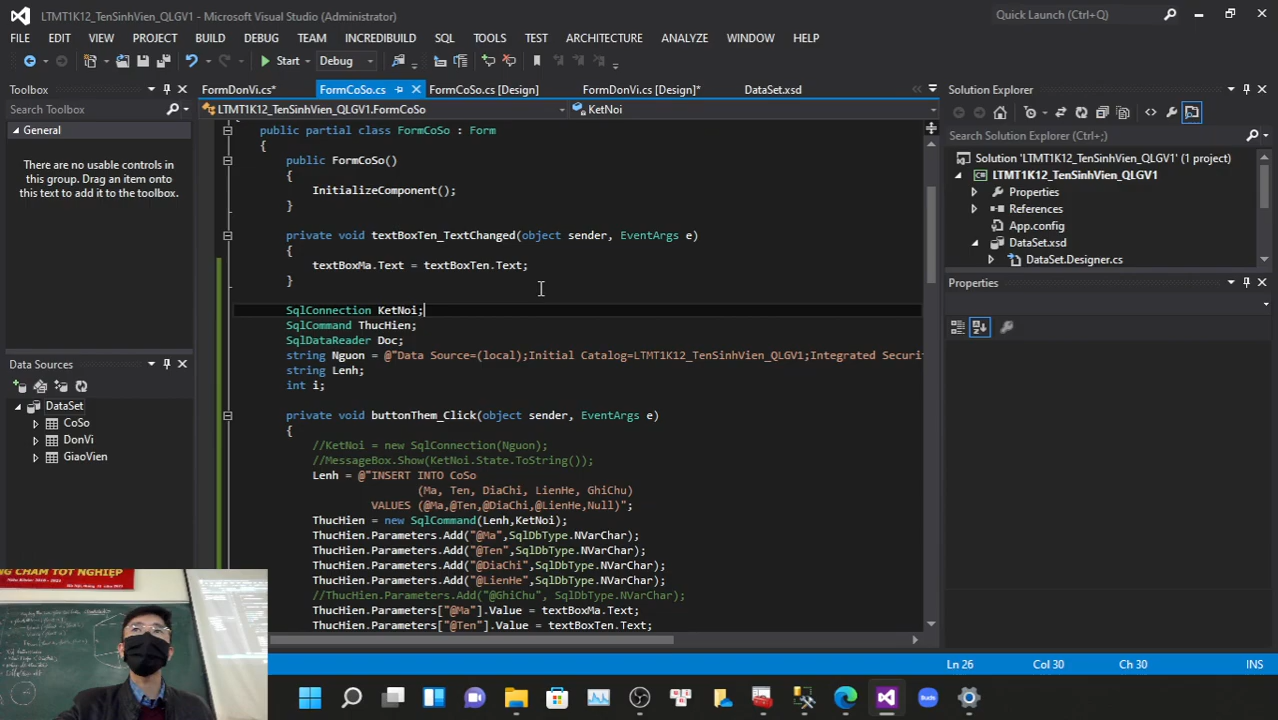 LTMT1K12_TenSinhVien_QLGV1 - Microsoft Visual Studio (Administrator)
Quick Launch (Ctrl+Q)
FILE EDIT VIEW PROJECT BUILD DEBUG TEAM INCREDIBUILD SQL TOOLS TEST ARCHITECTURE ANALYZE WINDOW HELP
Start Debug
Toolbox
Search Toolbox
General
There are no usable controls in
this group. Drag an item onto
this text to add it to the toolbox.
Data Sources
DataSet
CoSo
DonVi
GiaoVien
FormDonVi.cs* FormCoSo.cs FormCoSo.cs [Design] FormDonVi.cs [Design]* DataSet.xsd
LTMT1K12_TenSinhVien_QLGV1.FormCoSo KetNoi
public partial class FormCoSo : Form
{
public FormCoSo()
{
InitializeComponent();
}
private void textBoxTen_TextChanged(object sender, EventArgs e)
{
textBoxMa.Text = textBoxTen.Text;
}
SqlConnection KetNoi;
SqlCommand ThucHien;
SqlDataReader Doc;
string Nguon = @"Data Source=(local);Initial Catalog=LTMT1K12_TenSinhVien_QLGV1;Integrated Securit
string Lenh;
int i;
private void buttonThem_Click(object sender, EventArgs e)
{
//KetNoi = new SqlConnection(Nguon);
//MessageBox.Show(KetNoi.State.ToString());
Lenh = @"INSERT INTO CoSo
(Ma, Ten, DiaChi, LienHe, GhiChu)
VALUES (@Ma,@Ten,@DiaChi,@LienHe,Null)";
ThucHien = new SqlCommand(Lenh,KetNoi);
ThucHien.Parameters.Add("@Ma",SqlDbType.NVarChar);
ThucHien.Parameters.Add("@Ten",SqlDbType.NVarChar);
ThucHien.Parameters.Add("@DiaChi",SqlDbType.NVarChar);
ThucHien.Parameters.Add("@LienHe",SqlDbType.NVarChar);
//ThucHien.Parameters.Add("@GhiChu", SqlDbType.NVarChar);
ThucHien.Parameters["@Ma"].Value = textBoxMa.Text;
ThucHien.Parameters["@Ten"].Value = textBoxTen.Text;
Solution Explorer
Search Solution Explorer (Ctrl+;)
Solution 'LTMT1K12_TenSinhVien_QLGV1' (1 project)
LTMT1K12_TenSinhVien_QLGV1
Properties
References
App.config
DataSet.xsd
DataSet.Designer.cs
Properties
NG CHÀM TỐT NGHIỆP
Ln 26 Col 30 Ch 30 INS
Buds